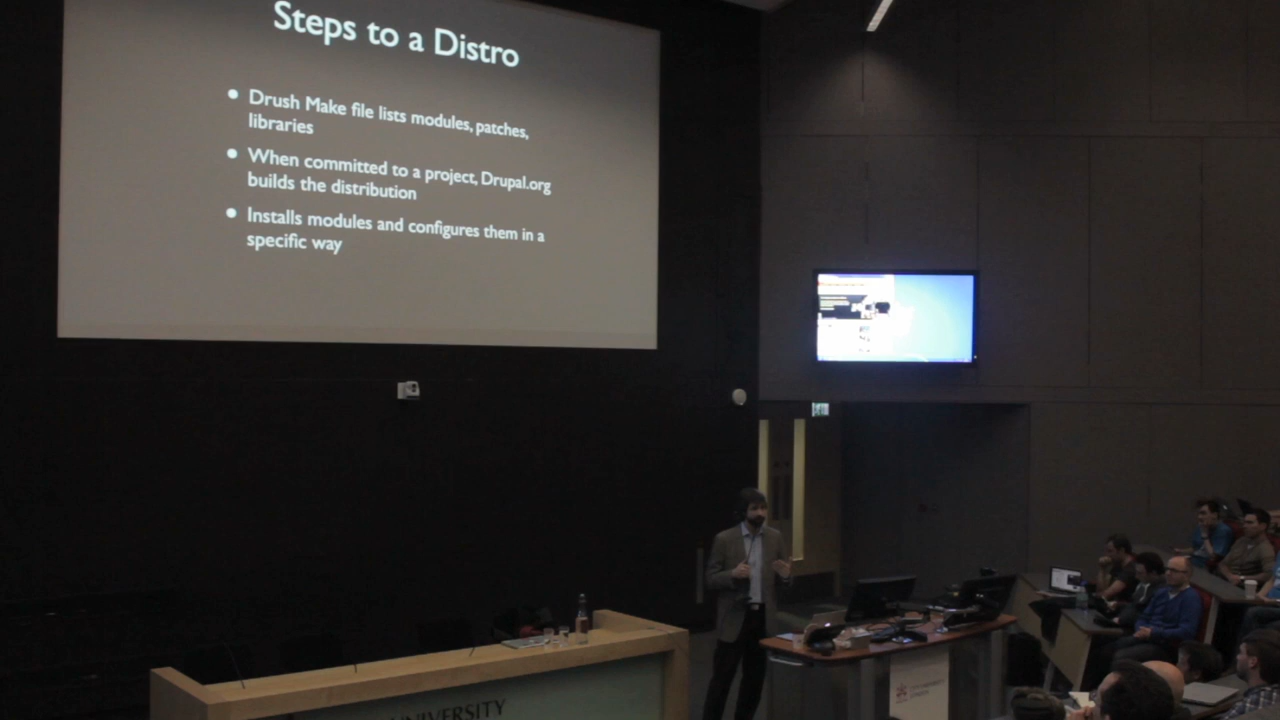 Steps to a Distro
• Drush Make file lists modules, patches,
libraries
• When committed to a project, Drupal.org
builds the distribution
• Installs modules and configures them in a
specific way
UNIVERSITY